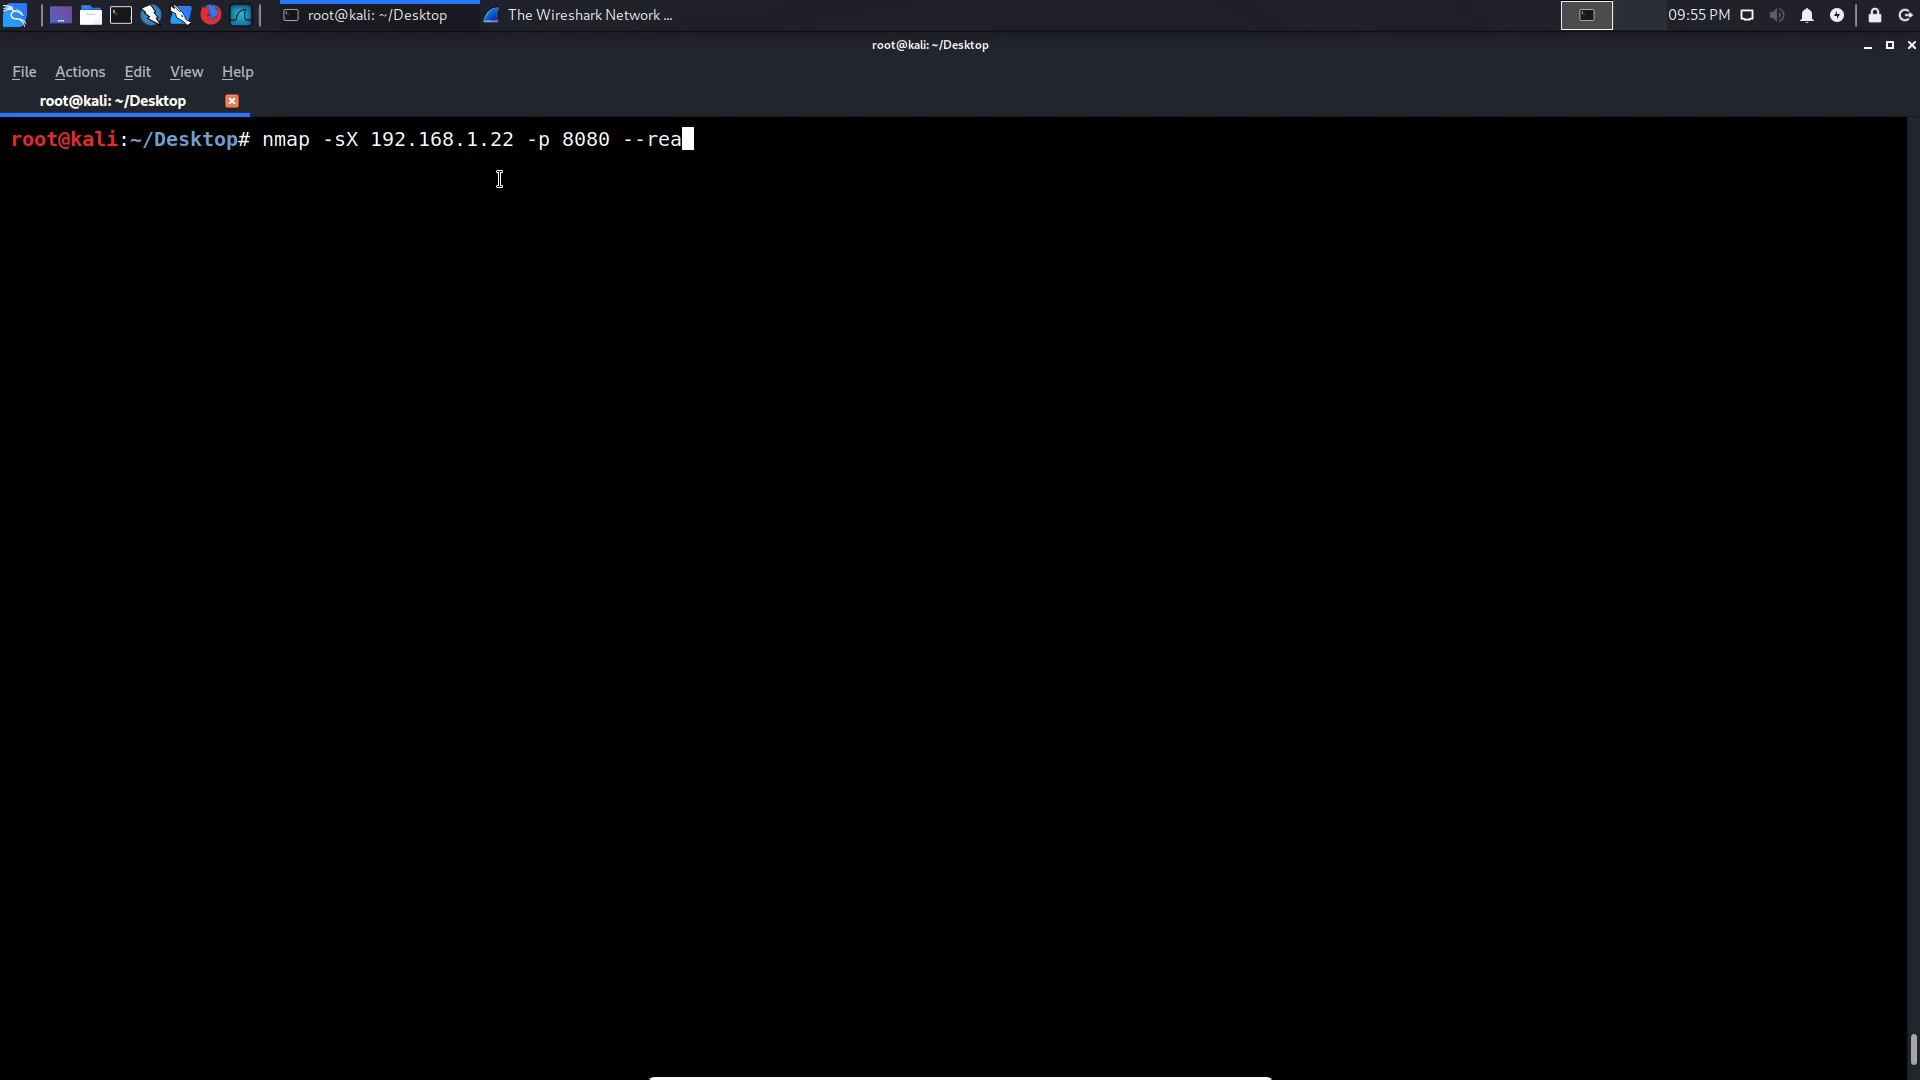 root@kali: ~/Desktop
The Wireshark Network ...
09:55 PM
root@kali: ~/Desktop
File Actions Edit View Help
root@kali: ~/Desktop
root@kali:~/Desktop# nmap -sX 192.168.1.22 -p 8080 --rea